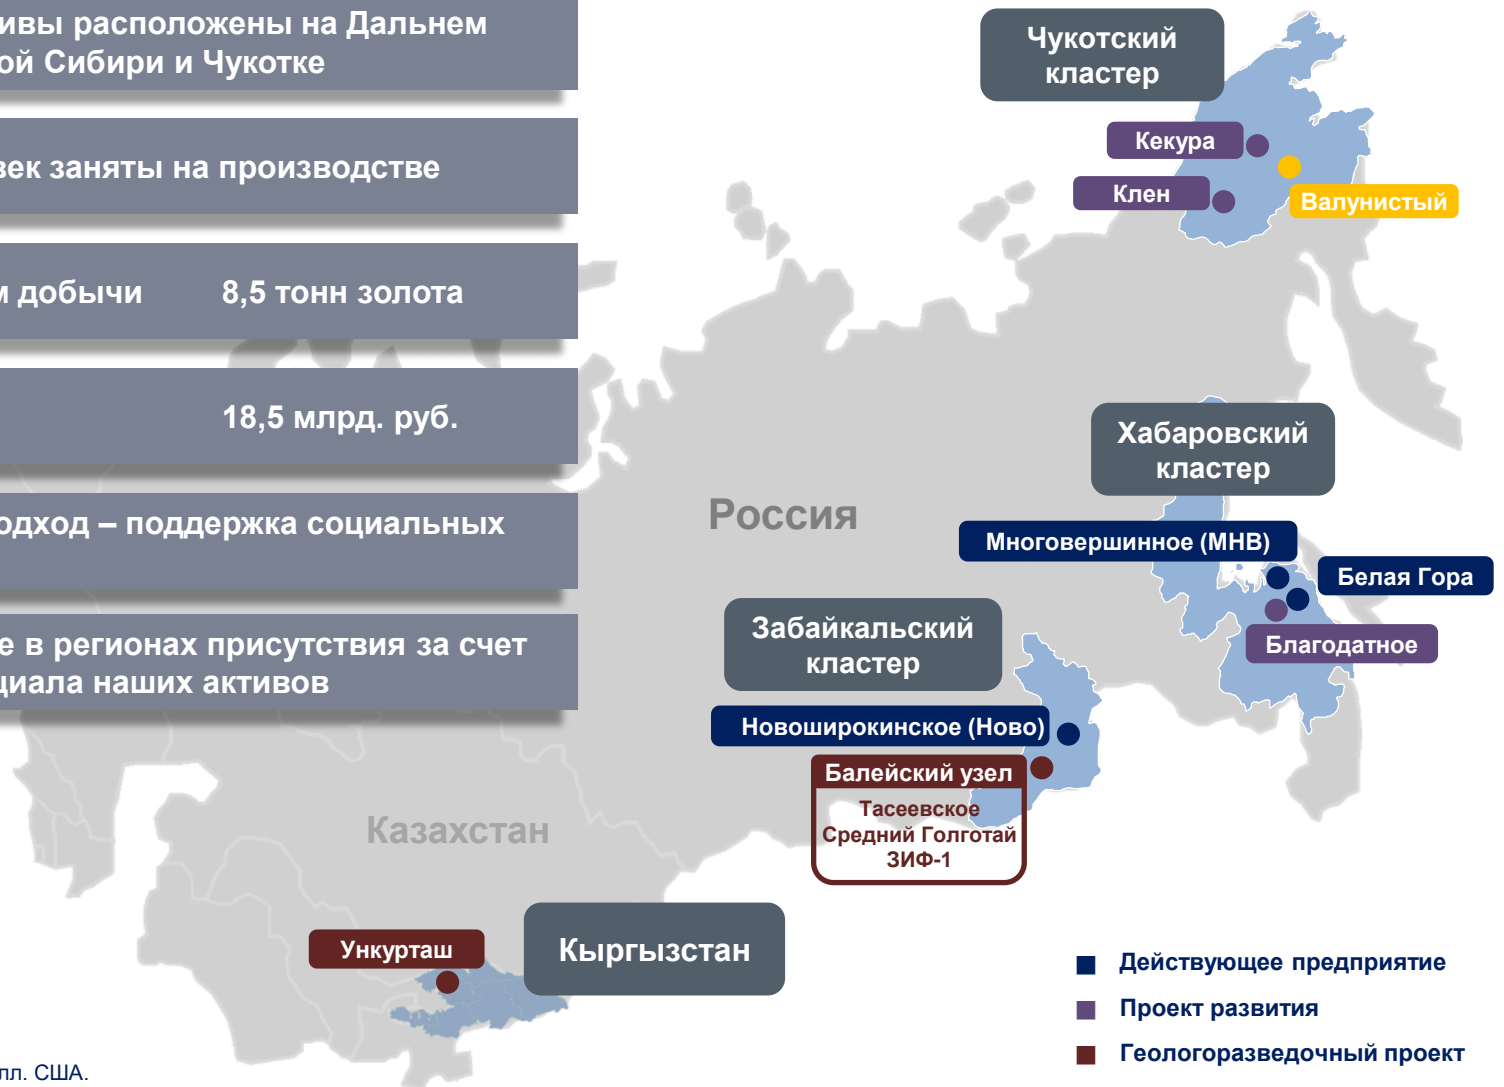 ивы расположены на Дальнем
ой Сибири и Чукотке
век заняты на производстве
м добычи 8,5 тонн золота
18,5 млрд. руб.
одход – поддержка социальных
е в регионах присутствия за счет
циала наших активов
Чукотский
кластер
Кекура
Клен
Валунистый
Хабаровский
кластер
Россия
Многовершинное (МНВ)
Белая Гора
Благодатное
Забайкальский
кластер
Новоширокинское (Ново)
Балейский узел
Тасеевское
Средний Голготай
ЗИФ-1
Казахстан
Ункурташ
Кыргызстан
Действующее предприятие
Проект развития
Геологоразведочный проект
лл. США.